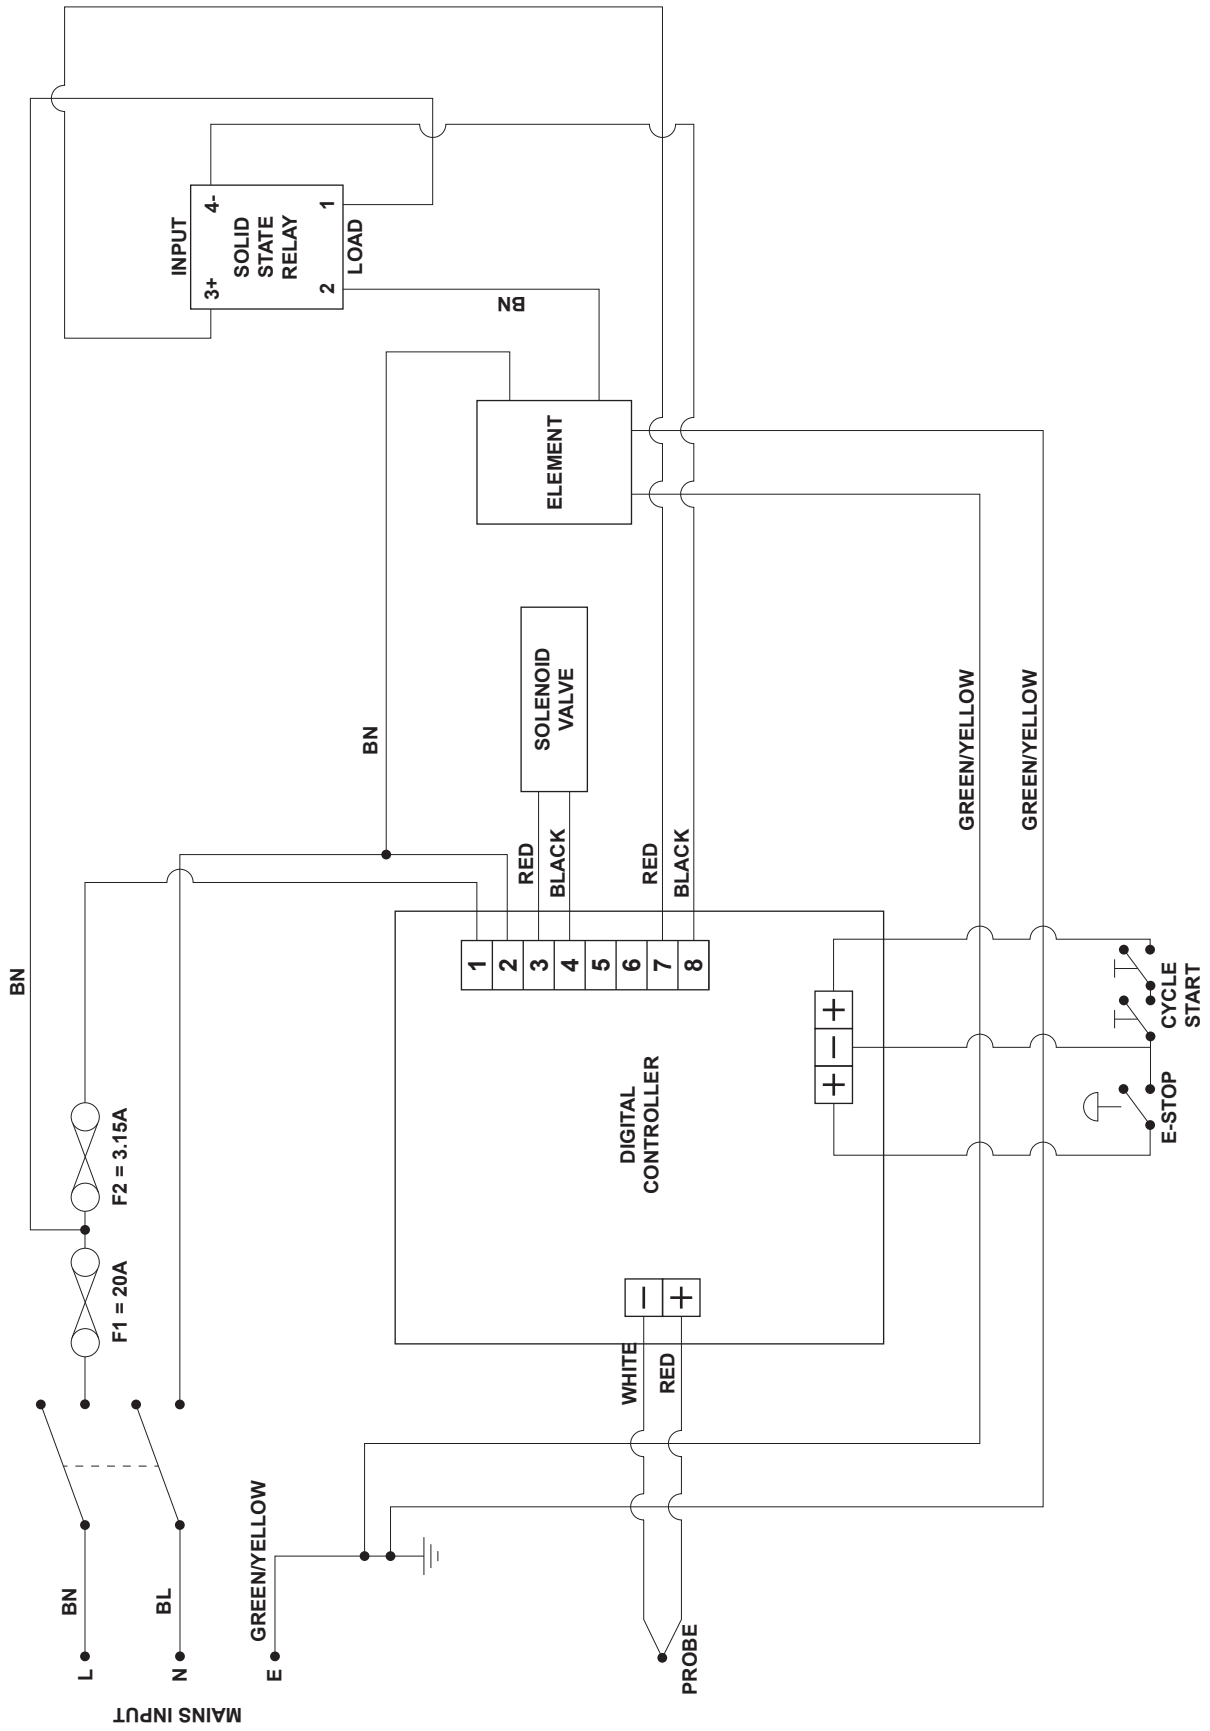 MAINS INPUT
L
BN
N
BL
E
GREEN/YELLOW
F1 = 20A
F2 = 3.15A
BN
BN
INPUT
3+
4-
SOLID
STATE
RELAY
2
1
LOAD
BN
ELEMENT
SOLENOID
VALVE
RED
BLACK
RED
BLACK
1
2
3
4
5
6
7
8
DIGITAL
CONTROLLER
−
+
WHITE
RED
PROBE
+
−
+
E-STOP
CYCLE
START
GREEN/YELLOW
GREEN/YELLOW